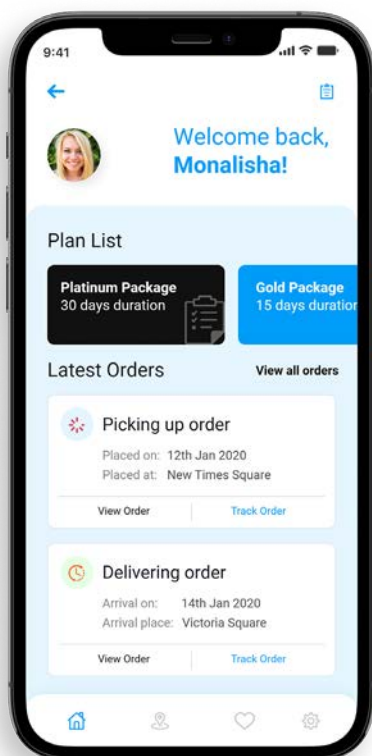 9:41
Welcome back,
Monalisha!
Plan List
Platinum Package
30 days duration
Gold Package
15 days duration
Latest Orders
View all orders
Picking up order
Placed on: 12th Jan 2020
Placed at: New Times Square
View Order
Track Order
Delivering order
Arrival on: 14th Jan 2020
Arrival place: Victoria Square
View Order
Track Order